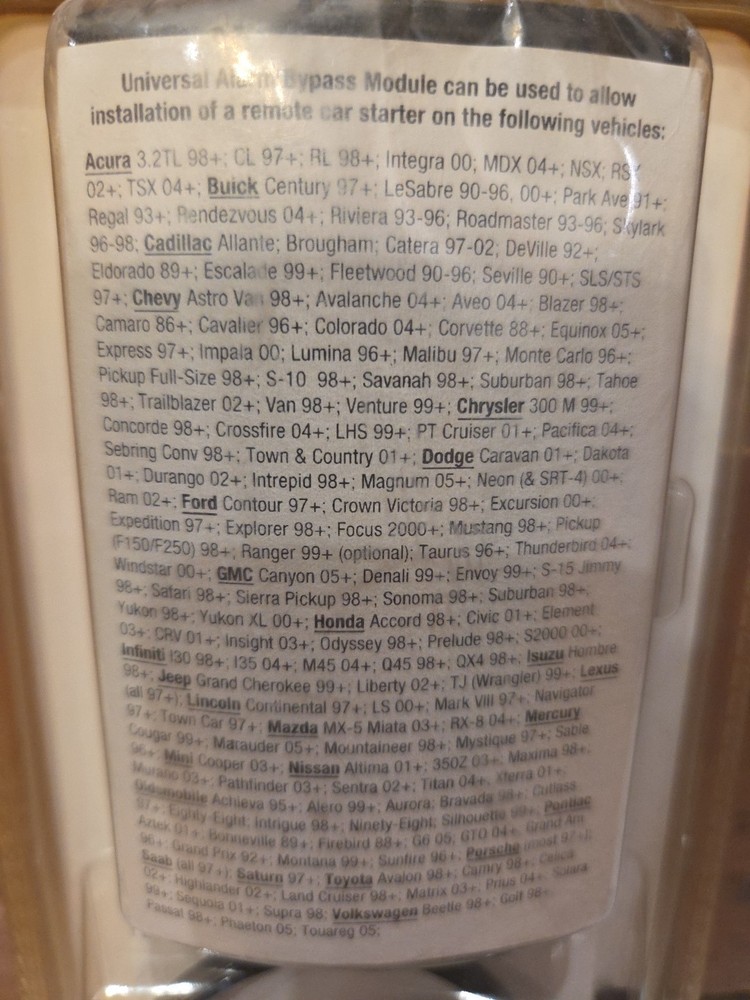 Universal Alarm Bypass Module can be used to allow
installation of a remote car starter on the following vehicles:
Acura 3.2TL 98+; CL 97+; RL 98+; Integra 00; MDX 04+; NSX; RSX
02+; TSX 04+; Buick Century 97+; LeSabre 90-96, 00+; Park Ave 91+;
Regal 93+; Rendezvous 04+; Riviera 93-96; Roadmaster 93-96; Skylark
96-98; Cadillac Allante; Brougham; Catera 97-02; DeVille 92+;
Eldorado 89+; Escalade 99+; Fleetwood 90-96; Seville 90+; SLS/STS
97+; Chevy Astro Van 98+; Avalanche 04+; Aveo 04+; Blazer 98+;
Camaro 86+; Cavalier 96+; Colorado 04+; Corvette 88+; Equinox 05+;
Express 97+; Impala 00; Lumina 96+; Malibu 97+; Monte Carlo 96+;
Pickup Full-Size 98+; S-10 98+; Savanah 98+; Suburban 98+; Tahoe
98+; Trailblazer 02+; Van 98+; Venture 99+; Chrysler 300 M 99+;
Concorde 98+; Crossfire 04+; LHS 99+; PT Cruiser 01+; Pacifica 04+;
Sebring Conv 98+; Town & Country 01+; Dodge Caravan 01+; Dakota
01+; Durango 02+; Intrepid 98+; Magnum 05+; Neon (& SRT-4) 00+;
Ram 02+; Ford Contour 97+; Crown Victoria 98+; Excursion 00+;
Expedition 97+; Explorer 98+; Focus 2000+; Mustang 98+; Pickup
(F150/F250) 98+; Ranger 99+ (optional); Taurus 96+; Thunderbird 04+;
Windstar 00+; GMC Canyon 05+; Denali 99+; Envoy 99+; S-15 Jimmy
98+; Safari 98+; Sierra Pickup 98+; Sonoma 98+; Suburban 98+;
Yukon 98+; Yukon XL 00+; Honda Accord 98+; Civic 01+; Element
03+; CRV 01+; Insight 03+; Odyssey 98+; Prelude 98+; S2000 00+;
Infiniti I30 98+; I35 04+; M45 04+; Q45 98+; QX4 98+; Isuzu Hombre
98+; Jeep Grand Cherokee 99+; Liberty 02+; TJ (Wrangler) 99+; Lexus
(all 97+); Lincoln Continental 97+; LS 00+; Mark VIII 97+; Navigator
97+; Town Car 97+; Mazda MX-5 Miata 03+; RX-8 04+; Mercury
Cougar 99+; Marauder 05+; Mountaineer 98+; Mystique 97+; Sable
96+; Mini Cooper 03+; Nissan Altima 01+; 350Z 03+; Maxima 98+;
Murano 03+; Pathfinder 03+; Sentra 02+; Titan 04+; Xterra 01+;
Oldsmobile Achieva 95+; Alero 99+; Aurora; Bravada 98+; Cutlass
97+; Eighty-Eight; Intrigue 98+; Ninety-Eight; Silhouette 99+; Pontiac
Aztek 01+; Bonneville 89+; Firebird 88+; G6 05; GTO 04+; Grand Am
96+; Grand Prix 92+; Montana 99+; Sunfire 96+; Porsche (most 97+);
Saab (all 97+); Saturn 97+; Toyota Avalon 98+; Camry 98+; Celica
02+; Highlander 02+; Land Cruiser 98+; Matrix 03+; Prius 04+; Solara
99+; Sequoia 01+; Supra 98; Volkswagen Beetle 98+; Golf 98+;
Passat 98+; Phaeton 05; Touareg 05;